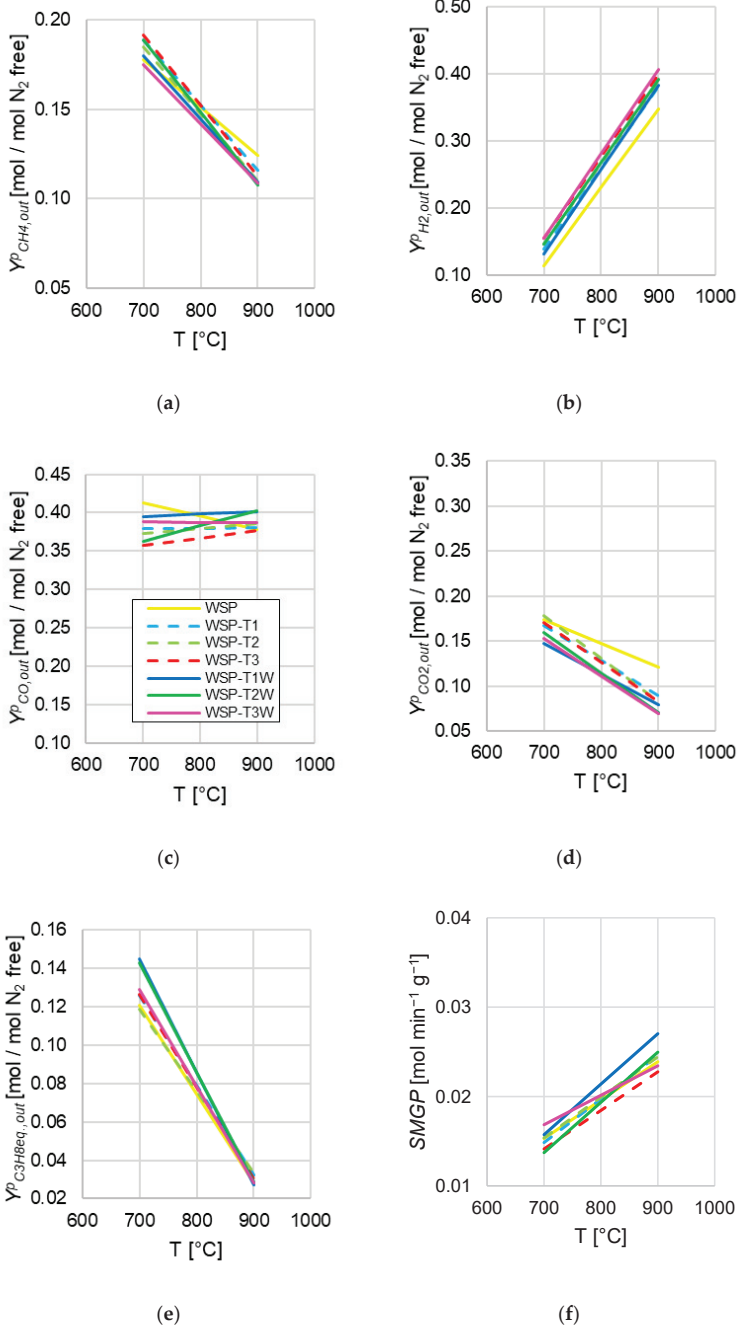 0.20
0.15
0.10
0.05
600 700 800 900 1000
T [°C]
Y^p_CH4,out [mol / mol N2 free]
(a)
0.50
0.40
0.30
0.20
0.10
600 700 800 900 1000
T [°C]
Y^p_H2,out [mol / mol N2 free]
(b)
0.45
0.40
0.35
0.30
0.25
0.20
0.15
0.10
600 700 800 900 1000
T [°C]
Y^p_CO,out [mol / mol N2 free]
WSP
WSP-T1
WSP-T2
WSP-T3
WSP-T1W
WSP-T2W
WSP-T3W
(c)
0.35
0.30
0.25
0.20
0.15
0.10
0.05
600 700 800 900 1000
T [°C]
Y^p_CO2,out [mol / mol N2 free]
(d)
0.16
0.14
0.12
0.10
0.08
0.06
0.04
0.02
600 700 800 900 1000
T [°C]
Y^p_C3H8eq.,out [mol / mol N2 free]
(e)
0.04
0.03
0.02
0.01
600 700 800 900 1000
T [°C]
SMGP [mol min⁻¹ g⁻¹]
(f)